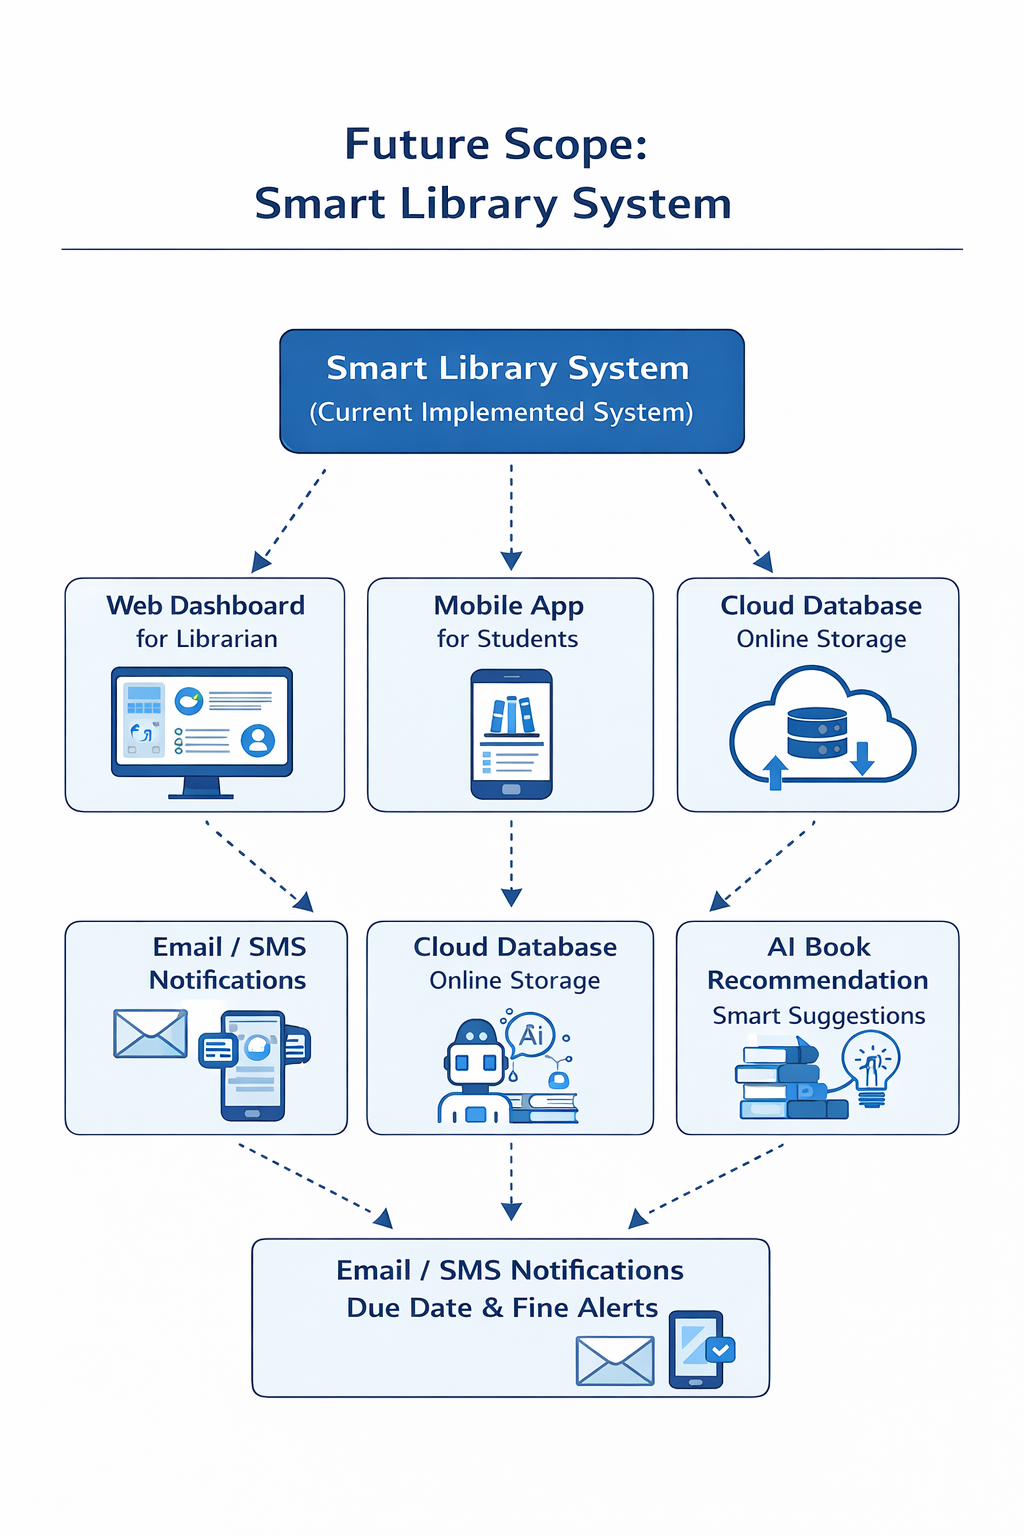 Future Scope:
Smart Library System
Smart Library System
(Current Implemented System)
Web Dashboard
for Librarian
Mobile App
for Students
Cloud Database
Online Storage
Email / SMS
Notifications
Cloud Database
Online Storage
Ai
AI Book
Recommendation
Smart Suggestions
Email / SMS Notifications
Due Date & Fine Alerts